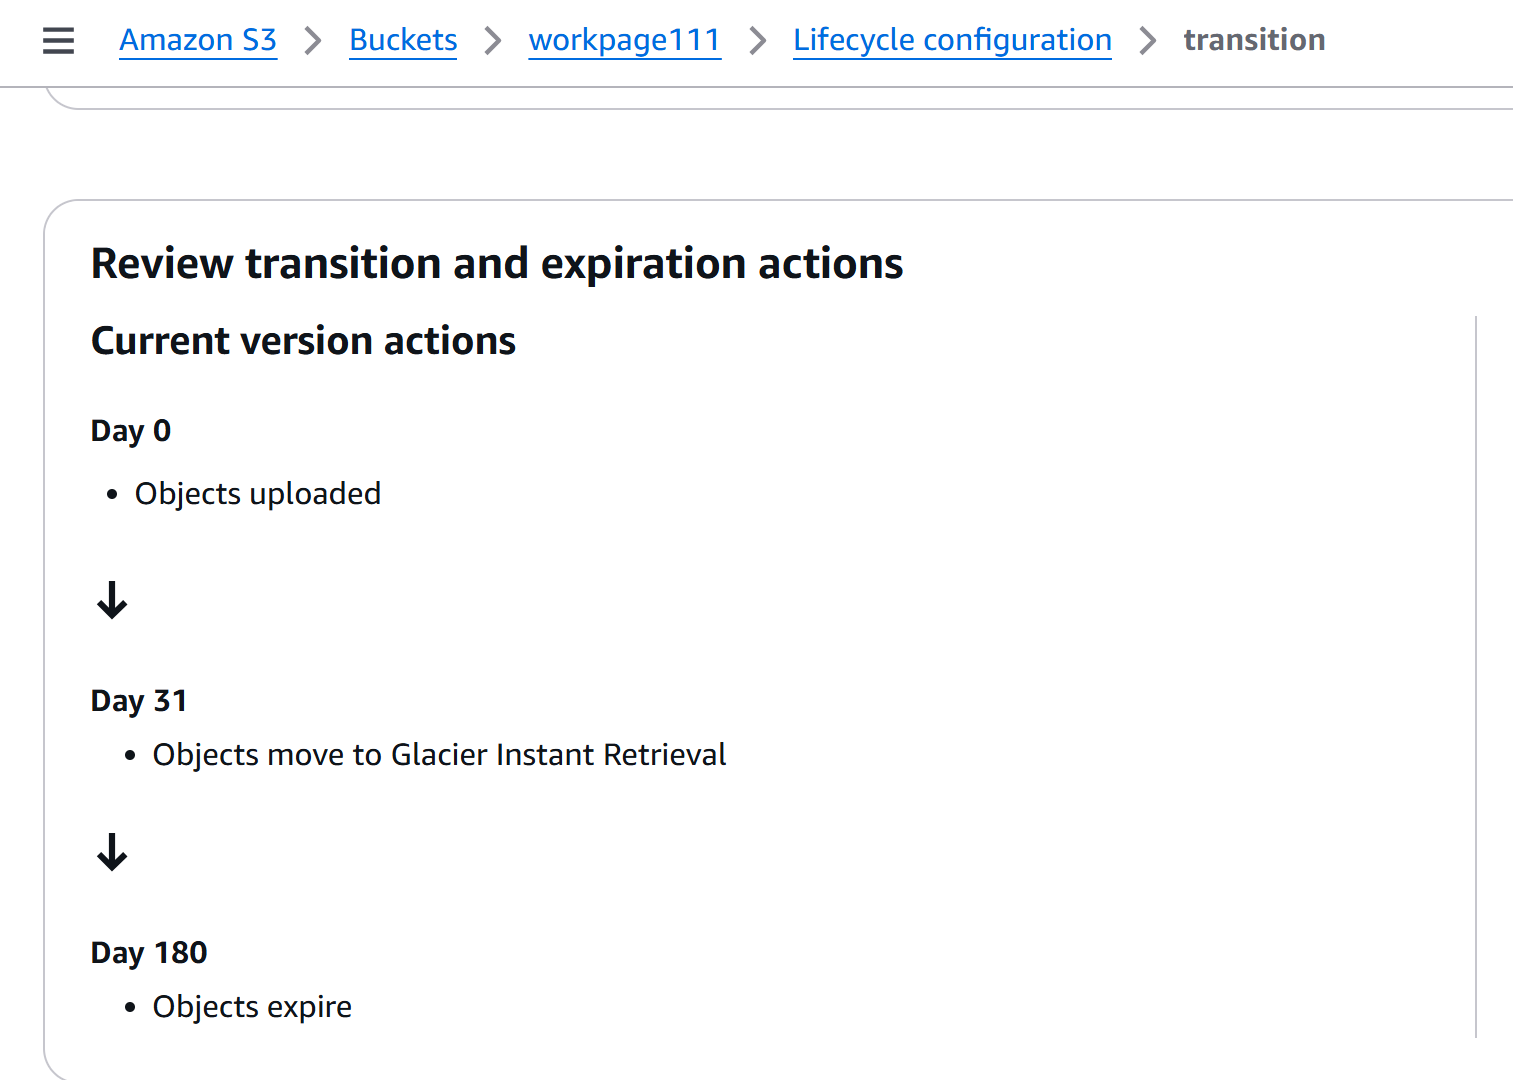 Amazon S3 > Buckets > workpage111 > Lifecycle configuration > transition
Review transition and expiration actions
Current version actions
Day 0
• Objects uploaded
↓
Day 31
• Objects move to Glacier Instant Retrieval
↓
Day 180
• Objects expire